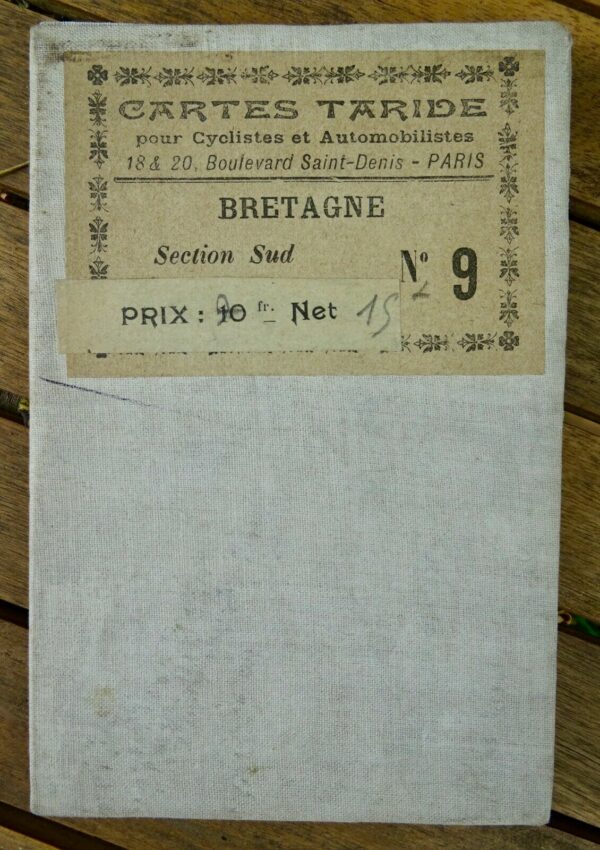 CARTES TARIDE
pour Cyclistes et Automobilistes
18 & 20, Boulevard Saint-Denis - PARIS
BRETAGNE
Section Sud
Nº 9
PRIX : 10 fr. Net 15